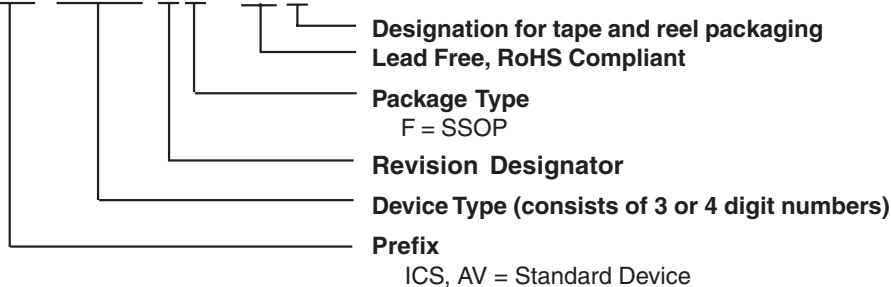 Designation for tape and reel packaging
Lead Free, RoHS Compliant
Package Type
F = SSOP
Revision Designator
Device Type (consists of 3 or 4 digit numbers)
Prefix
ICS, AV = Standard Device